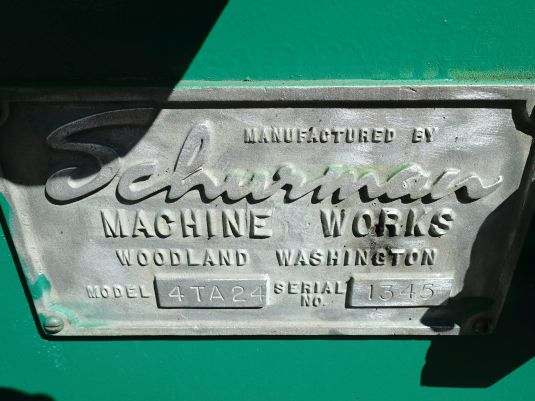 MANUFACTURED BY
Schurman
MACHINE WORKS
WOODLAND WASHINGTON
MODEL 4TA24 SERIAL NO. 1345